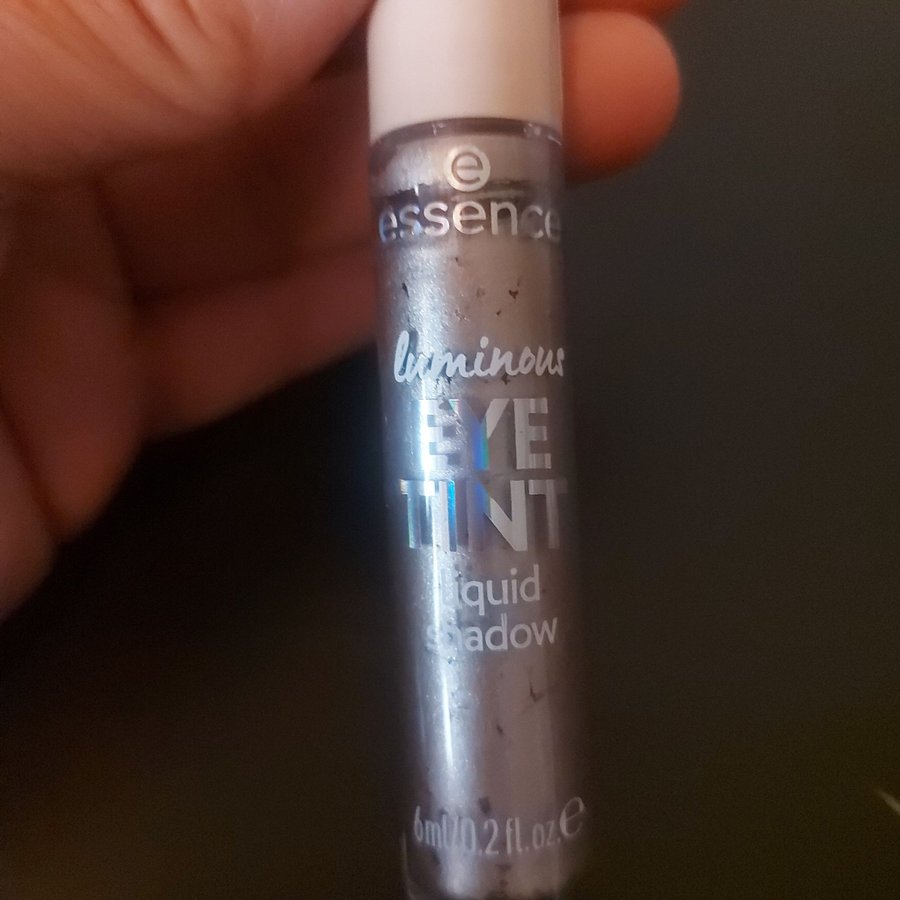 e
essence
luminous
EYE
TINT
liquid
shadow
6ml/0.2 fl.oz.℮